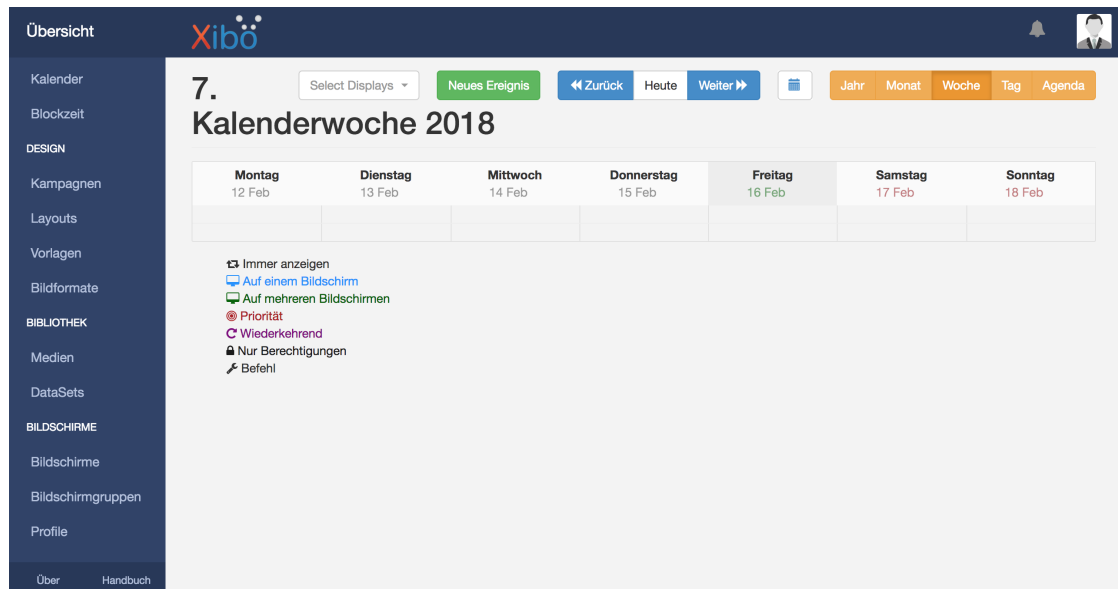 Übersicht
Xibo
Kalender
Blockzeit
DESIGN
Kampagnen
Layouts
Vorlagen
Bildformate
BIBLIOTHEK
Medien
DataSets
BILDSCHIRME
Bildschirme
Bildschirmgruppen
Profile
Über Handbuch
7.
Kalenderwoche 2018
Select Displays
Neues Ereignis
Zurück Heute Weiter
Jahr Monat Woche Tag Agenda
Montag Dienstag Mittwoch Donnerstag Freitag Samstag Sonntag
12 Feb 13 Feb 14 Feb 15 Feb 16 Feb 17 Feb 18 Feb
Immer anzeigen
Auf einem Bildschirm
Auf mehreren Bildschirmen
Priorität
Wiederkehrend
Nur Berechtigungen
Befehl